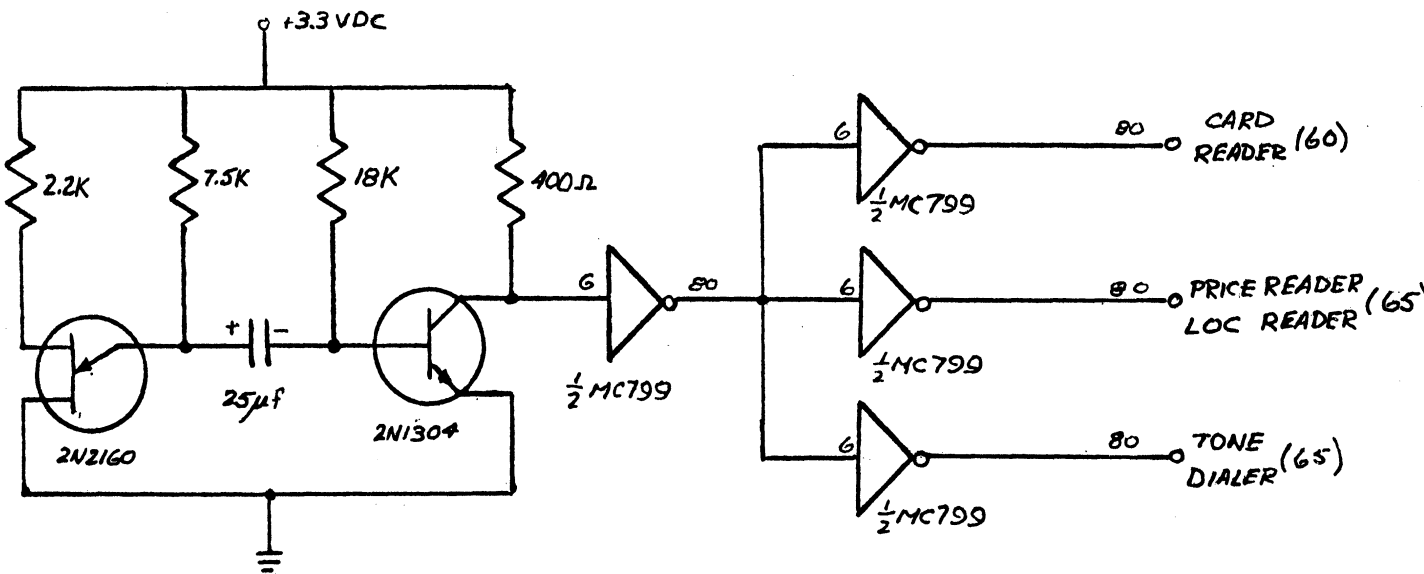 +3.3 VDC
2.2K
7.5K
18K
400Ω
+
-
25μf
2N2160
2N1304
6
80
1/2 MC799
6
80
CARD
READER (60)
1/2 MC799
6
80
PRICE READER
LOC READER (65)
1/2 MC799
6
80
TONE
DIALER (65)
1/2 MC799